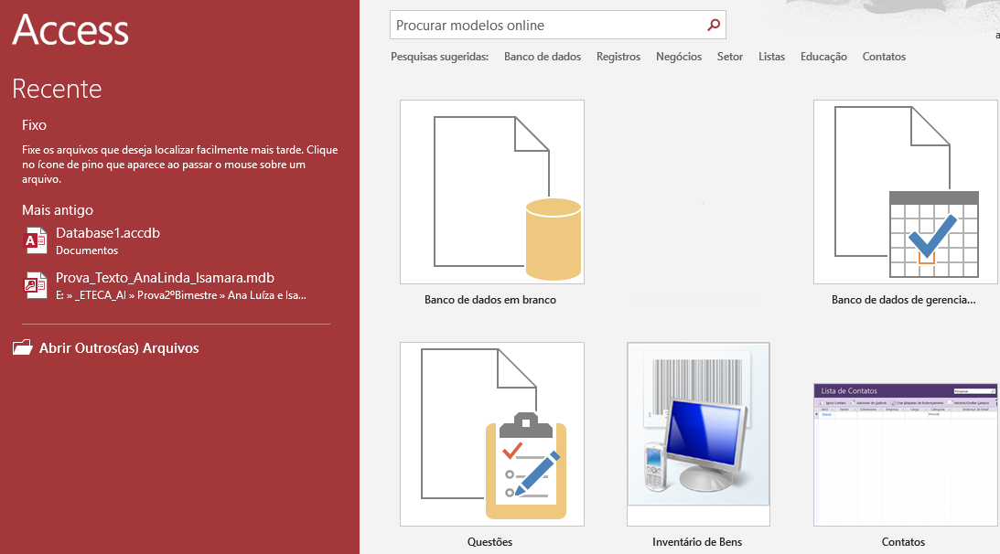 Access
Recente
Fixo
Fixe os arquivos que deseja localizar facilmente mais tarde. Clique
no ícone de pino que aparece ao passar o mouse sobre um
arquivo.
Mais antigo
Database1.accdb
Documentos
Prova_Texto_AnaLinda_Isamara.mdb
E: » _ETECA_AI » Prova2ºBimestre » Ana Luíza e Isa...
Abrir Outros(as) Arquivos
Procurar modelos online
Pesquisas sugeridas: Banco de dados Registros Negócios Setor Listas Educação Contatos
Banco de dados em branco
Banco de dados de gerencia...
Lista de Contatos
Questões
Inventário de Bens
Contatos